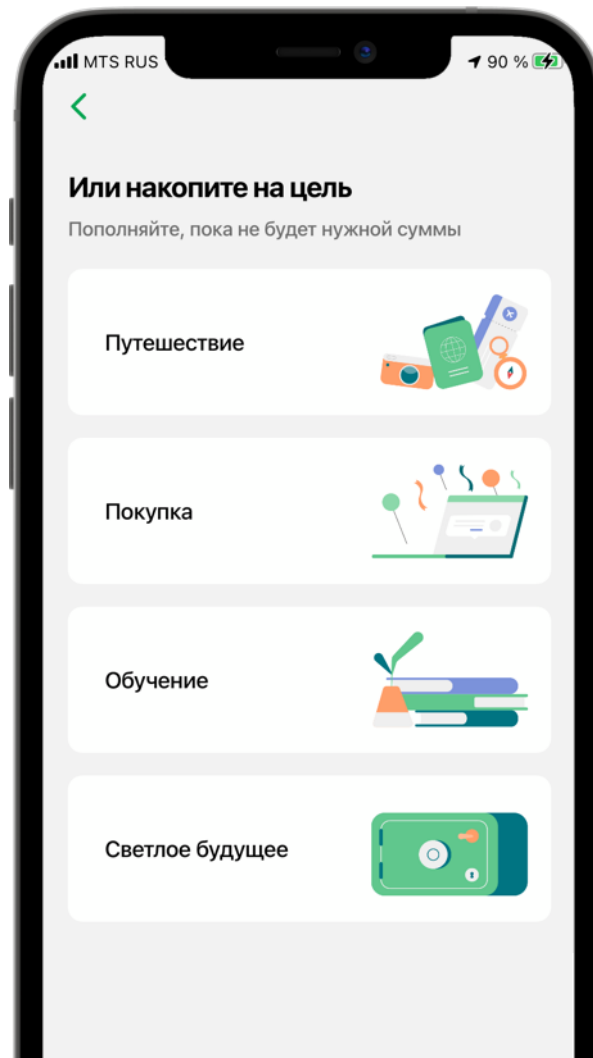 MTS RUS
90 %
Или накопите на цель
Пополняйте, пока не будет нужной суммы
Путешествие
Покупка
Обучение
Светлое будущее